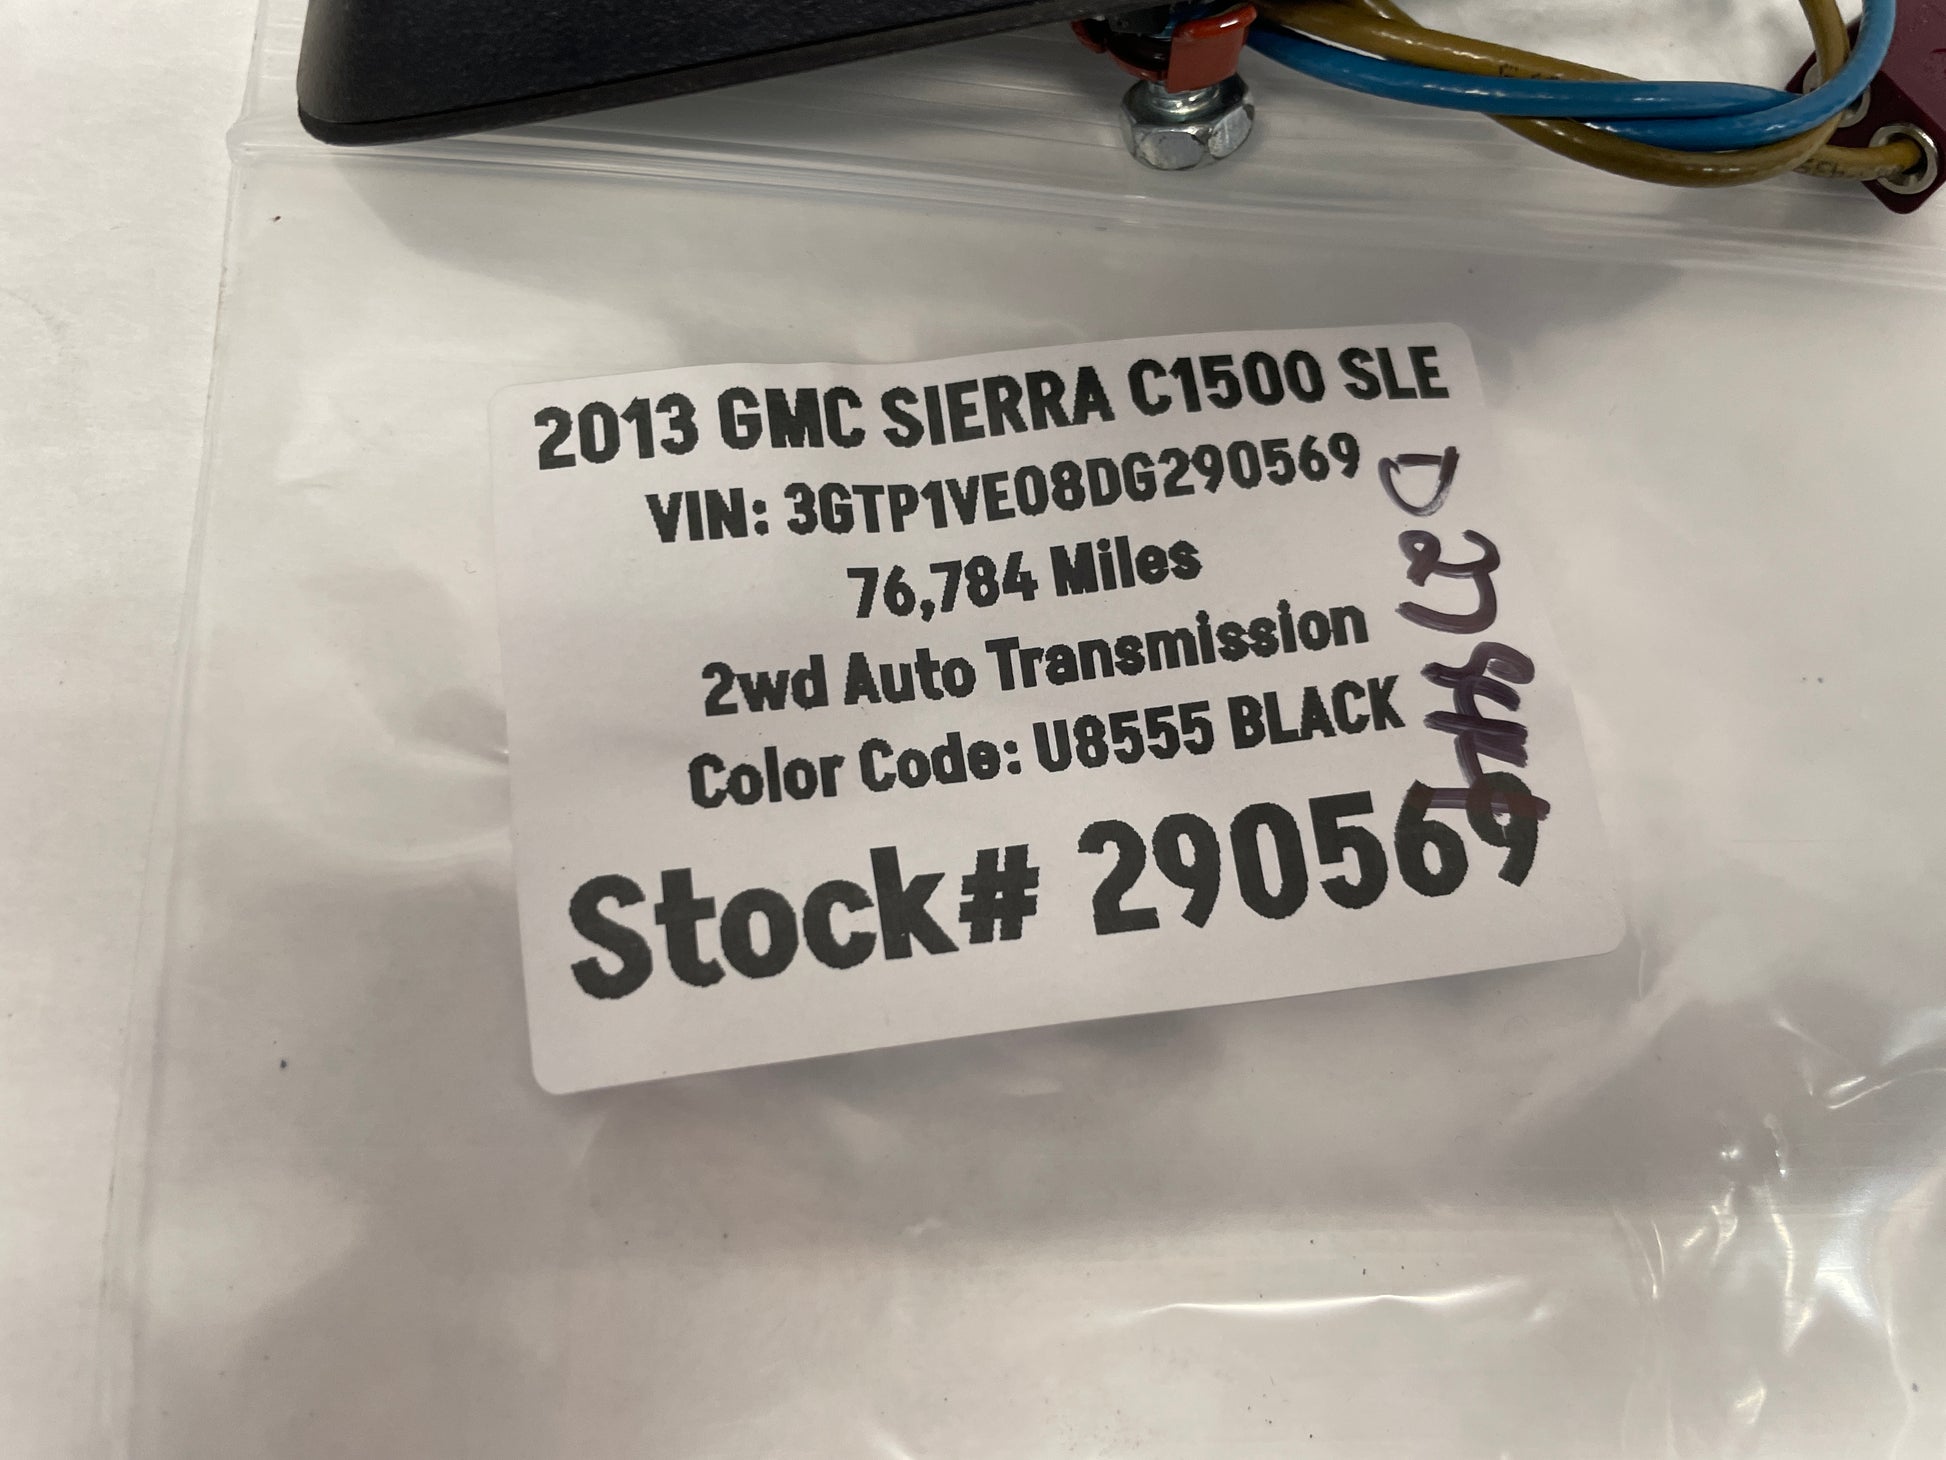 2013 GMC SIERRA C1500 SLE
VIN: 3GTP1VE08DG290569
76,784 Miles
2wd Auto Transmission
Color Code: U8555 BLACK
Stock# 290569